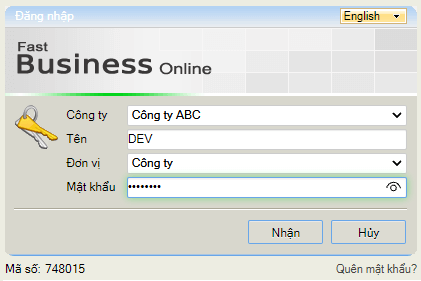 Đăng nhập English
Fast
Business Online
Công ty Công ty ABC
Tên DEV
Đơn vị Công ty
Mật khẩu ••••••••
Nhận Hủy
Mã số: 748015 Quên mật khẩu?